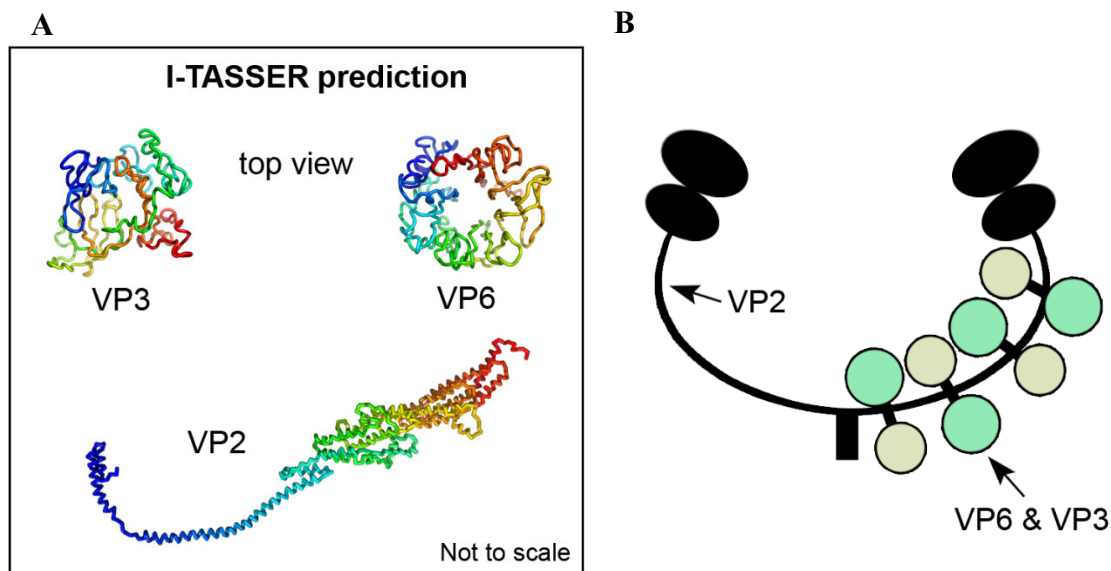 A
I-TASSER prediction
top view
VP3
VP6
VP2
Not to scale
B
VP2
VP6 & VP3